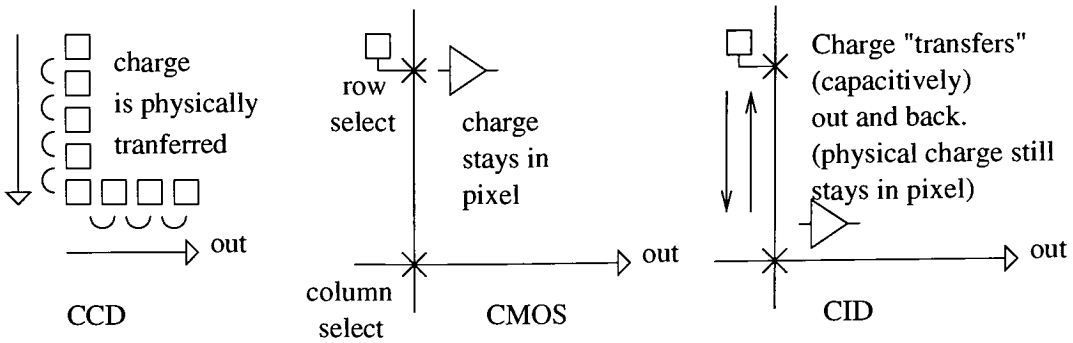 charge
is physically
tranferred
out
CCD
row
select
charge
stays in
pixel
out
column
select
CMOS
Charge "transfers"
(capacitively)
out and back.
(physical charge still
stays in pixel)
out
CID